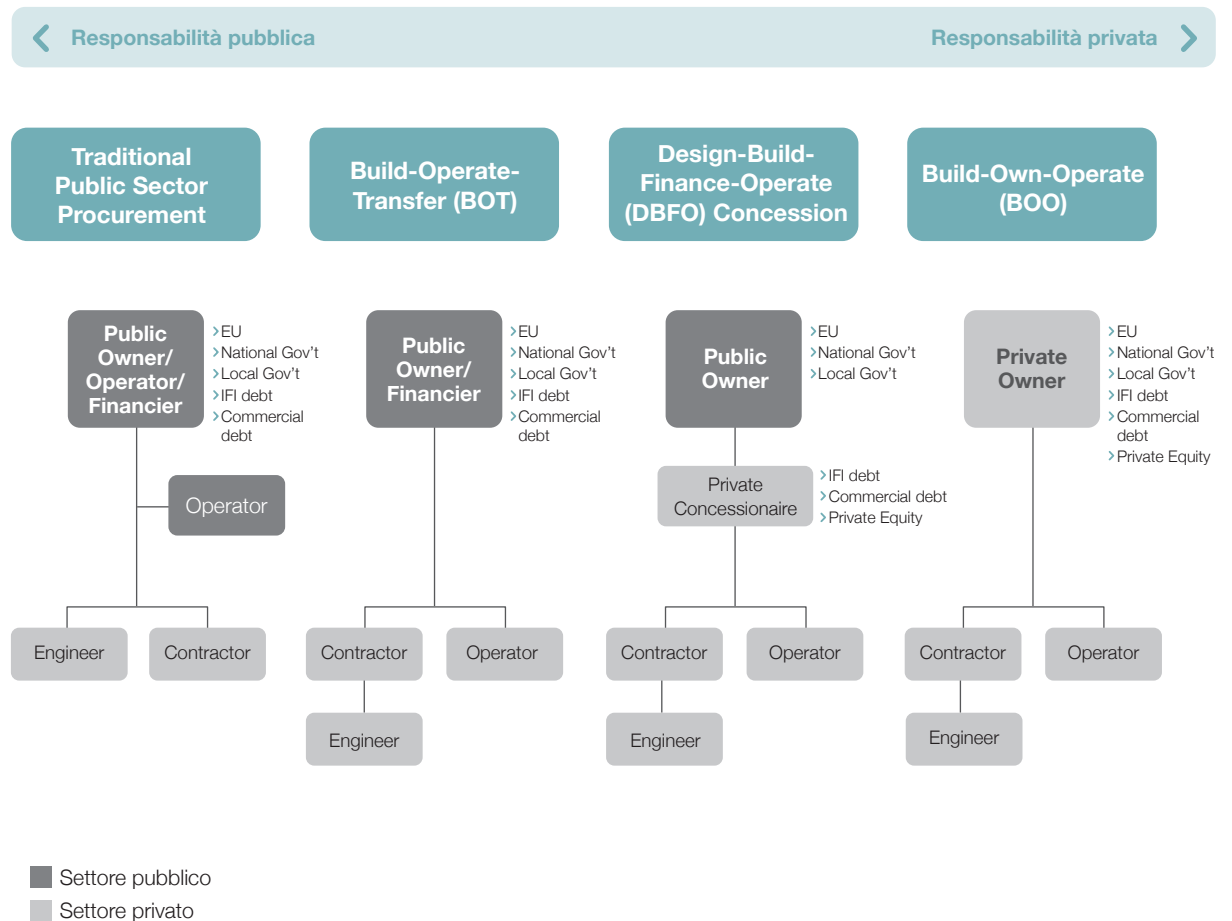 Responsabilità pubblica
Responsabilità privata
Traditional
Public Sector
Procurement
Build-Operate-
Transfer (BOT)
Design-Build-
Finance-Operate
(DBFO) Concession
Build-Own-Operate
(BOO)
Public
Owner/
Operator/
Financier
›EU
›National Gov't
›Local Gov't
›IFI debt
›Commercial
debt
Operator
Engineer
Contractor
Public
Owner/
Financier
›EU
›National Gov't
›Local Gov't
›IFI debt
›Commercial
debt
Contractor
Operator
Engineer
Public
Owner
›EU
›National Gov't
›Local Gov't
Private
Concessionaire
›IFI debt
›Commercial debt
›Private Equity
Contractor
Operator
Engineer
Private
Owner
›EU
›National Gov't
›Local Gov't
›IFI debt
›Commercial
debt
›Private Equity
Contractor
Operator
Engineer
Settore pubblico
Settore privato